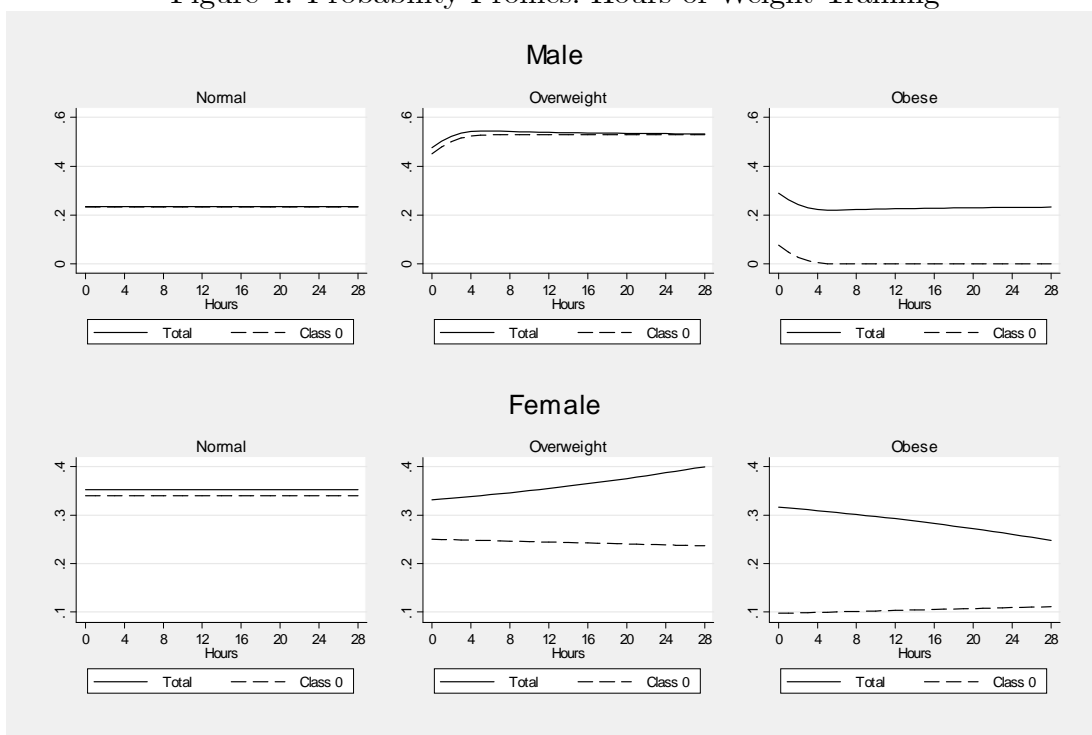 Probability Profiles: Hours of Weight Training
Male
Normal Overweight Obese
.6 .6 .6
.4 .4 .4
.2 .2 .2
0 0 0
0 4 8 12 16 20 24 28 0 4 8 12 16 20 24 28 0 4 8 12 16 20 24 28
Hours Hours Hours
Total Class 0 Total Class 0 Total Class 0
Female
Normal Overweight Obese
.4 .4 .4
.3 .3 .3
.2 .2 .2
.1 .1 .1
0 4 8 12 16 20 24 28 0 4 8 12 16 20 24 28 0 4 8 12 16 20 24 28
Hours Hours Hours
Total Class 0 Total Class 0 Total Class 0